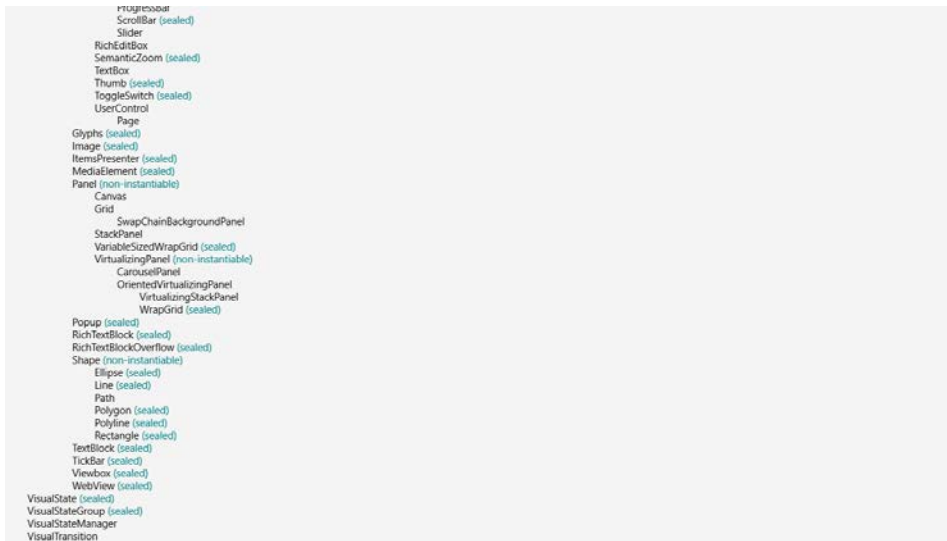 ProgressBar
ScrollBar (sealed)
Slider
RichEditBox
SemanticZoom (sealed)
TextBox
Thumb (sealed)
ToggleSwitch (sealed)
UserControl
Page
Glyphs (sealed)
Image (sealed)
ItemsPresenter (sealed)
MediaElement (sealed)
Panel (non-instantiable)
Canvas
Grid
SwapChainBackgroundPanel
StackPanel
VariableSizedWrapGrid (sealed)
VirtualizingPanel (non-instantiable)
CarouselPanel
OrientedVirtualizingPanel
VirtualizingStackPanel
WrapGrid (sealed)
Popup (sealed)
RichTextBlock (sealed)
RichTextBlockOverflow (sealed)
Shape (non-instantiable)
Ellipse (sealed)
Line (sealed)
Path
Polygon (sealed)
Polyline (sealed)
Rectangle (sealed)
TextBlock (sealed)
TickBar (sealed)
Viewbox (sealed)
WebView (sealed)
VisualState (sealed)
VisualStateGroup (sealed)
VisualStateManager
VisualTransition